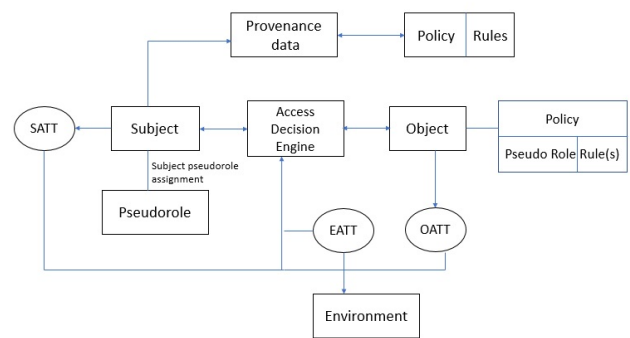 Provenance
data
Policy
Rules
SATT
Subject
Access
Decision
Engine
Object
Policy
Pseudo Role
Rule(s)
Subject pseudorole
assignment
Pseudorole
EATT
OATT
Environment